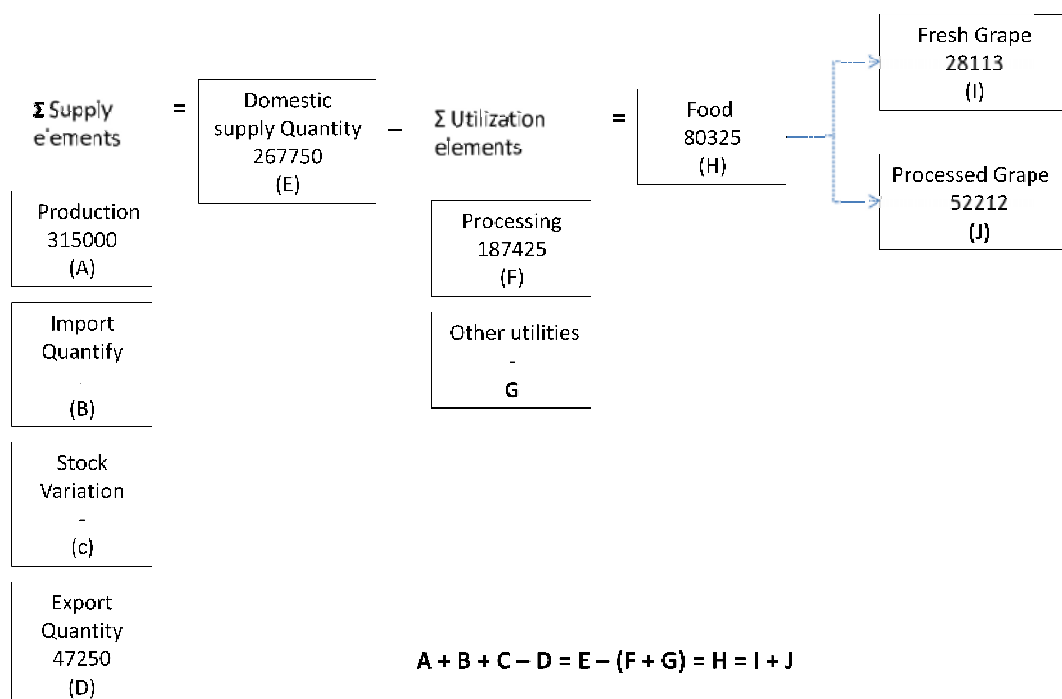 Σ Supply
elements
=
Domestic
supply Quantity
267750
(E)
–
Σ Utilization
elements
=
Food
80325
(H)
Fresh Grape
28113
(I)
Processed Grape
52212
(J)
Production
315000
(A)
Import
Quantify
.
(B)
Stock
Variation
-
(c)
Export
Quantity
47250
(D)
Processing
187425
(F)
Other utilities
-
G
A + B + C – D = E – (F + G) = H = I + J